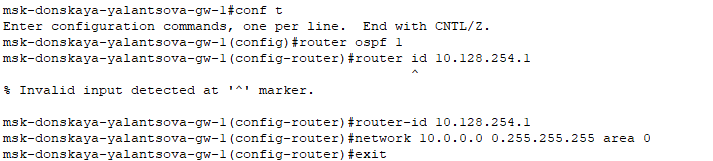 msk-donskaya-yalantsova-gw-1#conf t
Enter configuration commands, one per line.  End with CNTL/Z.
msk-donskaya-yalantsova-gw-1(config)#router ospf 1
msk-donskaya-yalantsova-gw-1(config-router)#router id 10.128.254.1
                                                   ^
% Invalid input detected at '^' marker.

msk-donskaya-yalantsova-gw-1(config-router)#router-id 10.128.254.1
msk-donskaya-yalantsova-gw-1(config-router)#network 10.0.0.0 0.255.255.255 area 0
msk-donskaya-yalantsova-gw-1(config-router)#exit